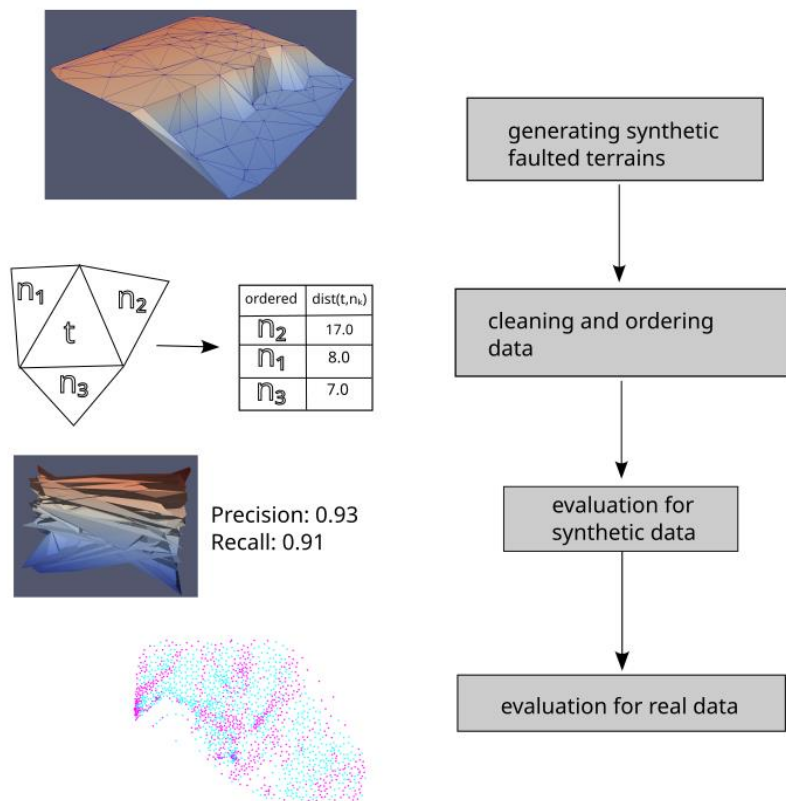 generating synthetic
faulted terrains
n₁
n₂
t
n₃
ordered dist(t,nₖ)
n₂ 17.0
n₁ 8.0
n₃ 7.0
cleaning and ordering
data
Precision: 0.93
Recall: 0.91
evaluation for
synthetic data
evaluation for real data